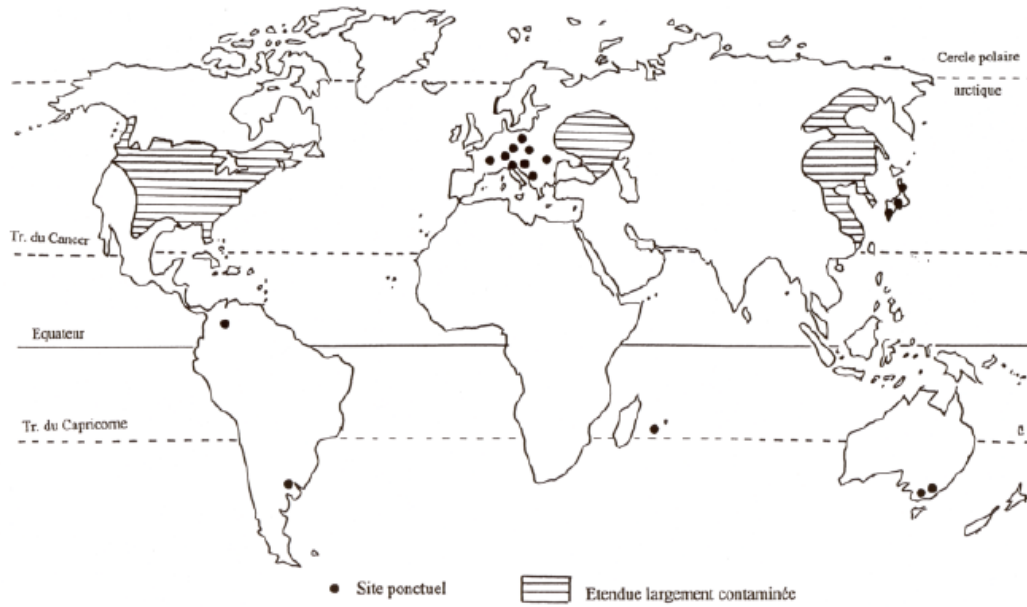 Cercle polaire
arctique
Tr. du Cancer
Equateur
Tr. du Capricorne
Site ponctuel
Etendue largement contaminée